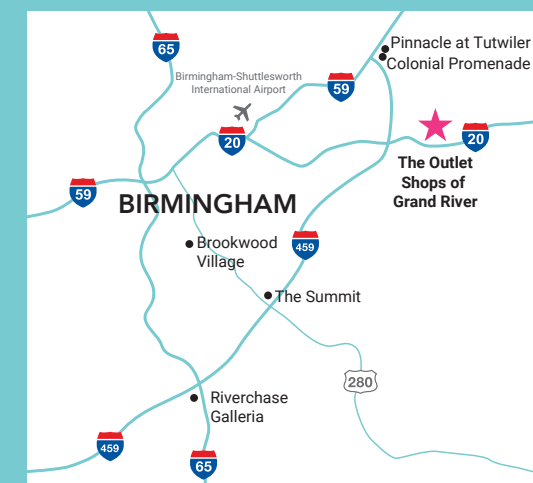 65
Pinnacle at Tutwiler
Colonial Promenade
Birmingham-Shuttlesworth
International Airport
59
20
20
The Outlet
Shops of
Grand River
59
BIRMINGHAM
Brookwood
Village
459
The Summit
280
Riverchase
Galleria
459
65